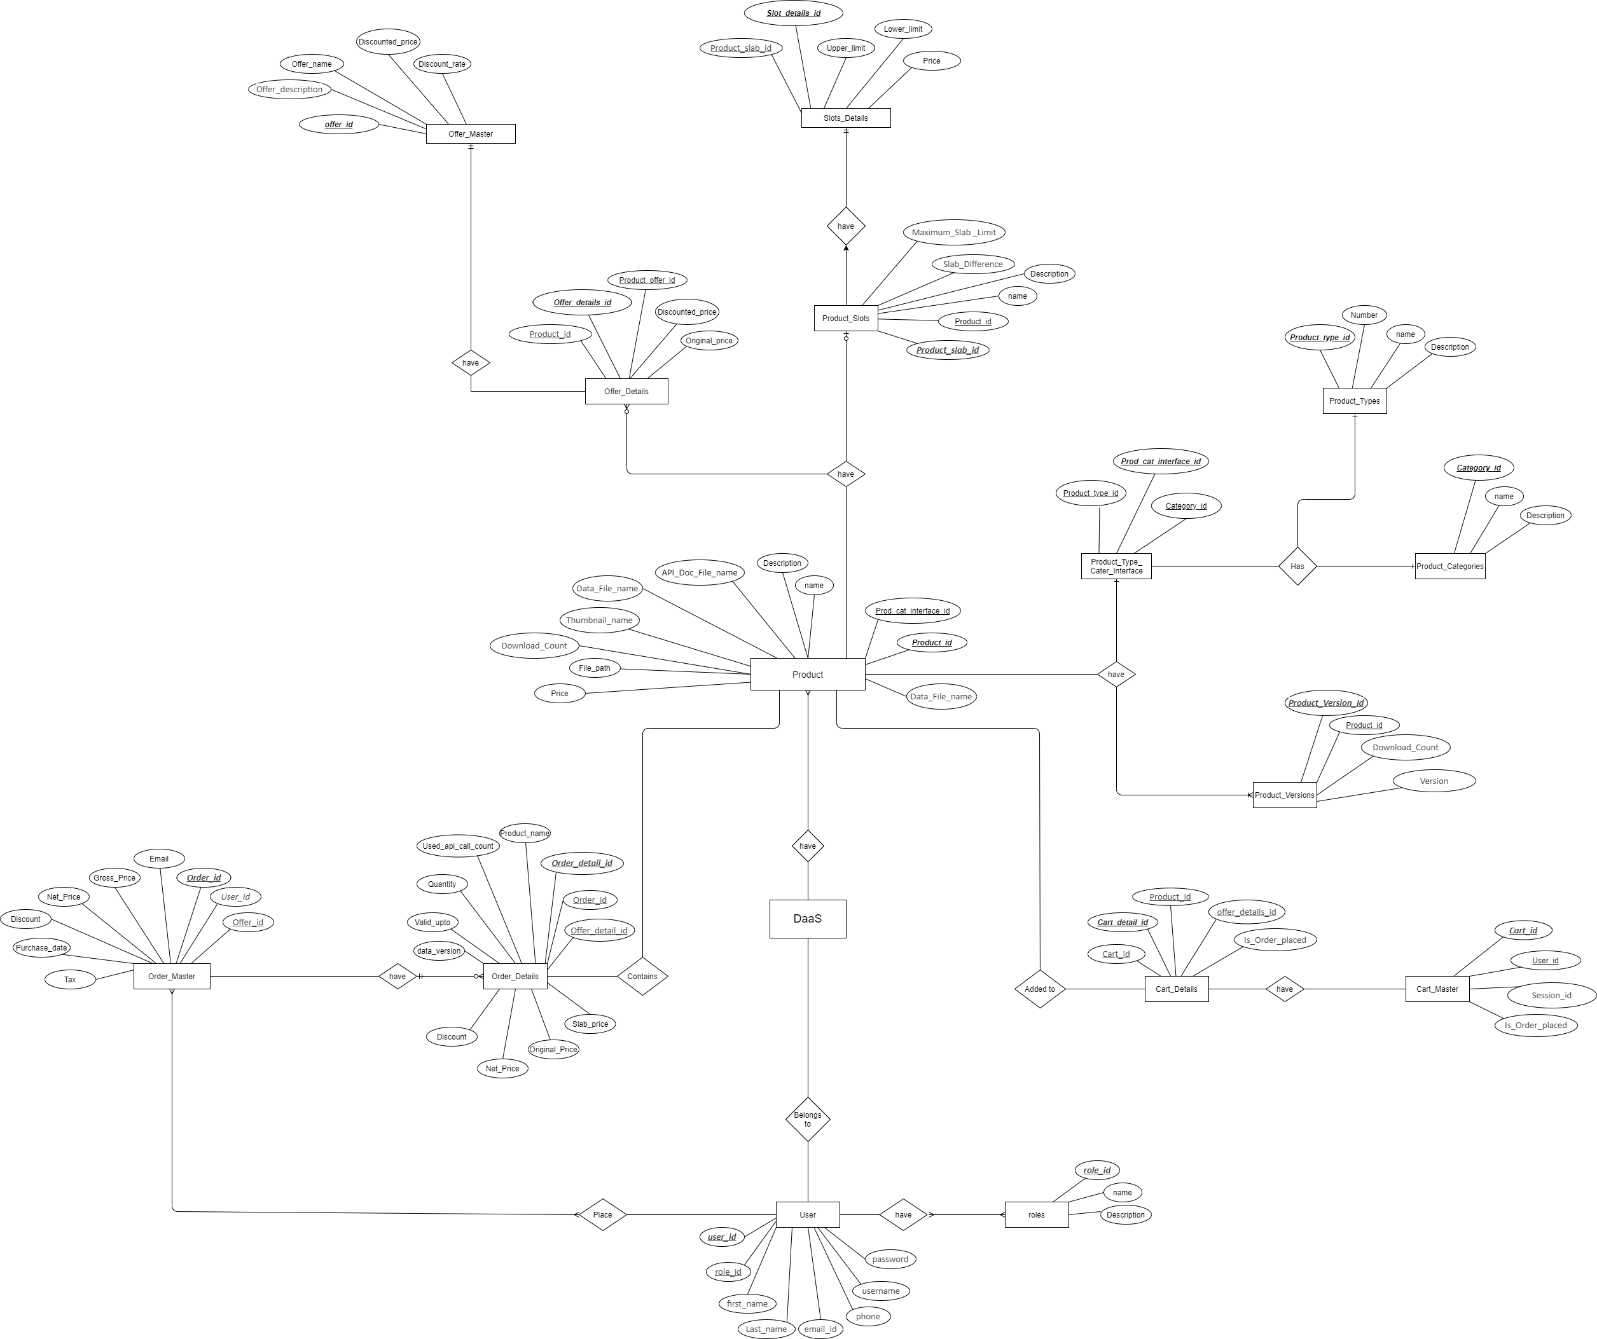 Slot_details_id
Product_slab_id
Upper_limit
Lower_limit
Price
Slots_Details
Discounted_price
Offer_name
Discount_rate
Offer_description
offer_id
Offer_Master
have
Maximum_Slab _Limit
Slab_Difference
Description
name
Product_id
Product_slab_id
Product_Slots
Product_offer_id
Offer_details_id
Discounted_price
Product_id
Original_price
Offer_Details
have
have
Number
Product_type_id
name
Description
Product_Types
Prod_cat_interface_id
Product_type_id
Category_id
Product_Type_
Cater_Interface
Has
Category_id
name
Description
Product_Categories
API_Doc_File_name
Description
name
Data_File_name
Thumbnail_name
Download_Count
File_path
Price
Prod_cat_interface_id
Product_id
Data_File_name
Product
have
Product_Version_id
Product_id
Download_Count
Version
Product_Versions
have
DaaS
Product_name
Used_api_call_count
Order_detail_id
Quantity
Order_id
Valid_upto
Offer_detail_id
data_version
Order_Details
Contains
Slab_price
Discount
Original_Price
Net_Price
Email
Gross_Price
Order_id
Net_Price
User_id
Discount
Offer_id
Purchase_date
Tax
Order_Master
have
Product_id
Cart_detail_id
offer_details_id
Cart_id
Is_Order_placed
Added to
Cart_Details
have
Cart_Master
Cart_id
User_id
Session_id
Is_Order_placed
Belongs
to
Place
User
have
roles
role_id
name
Description
user_id
role_id
first_name
Last_name
email_id
phone
username
password